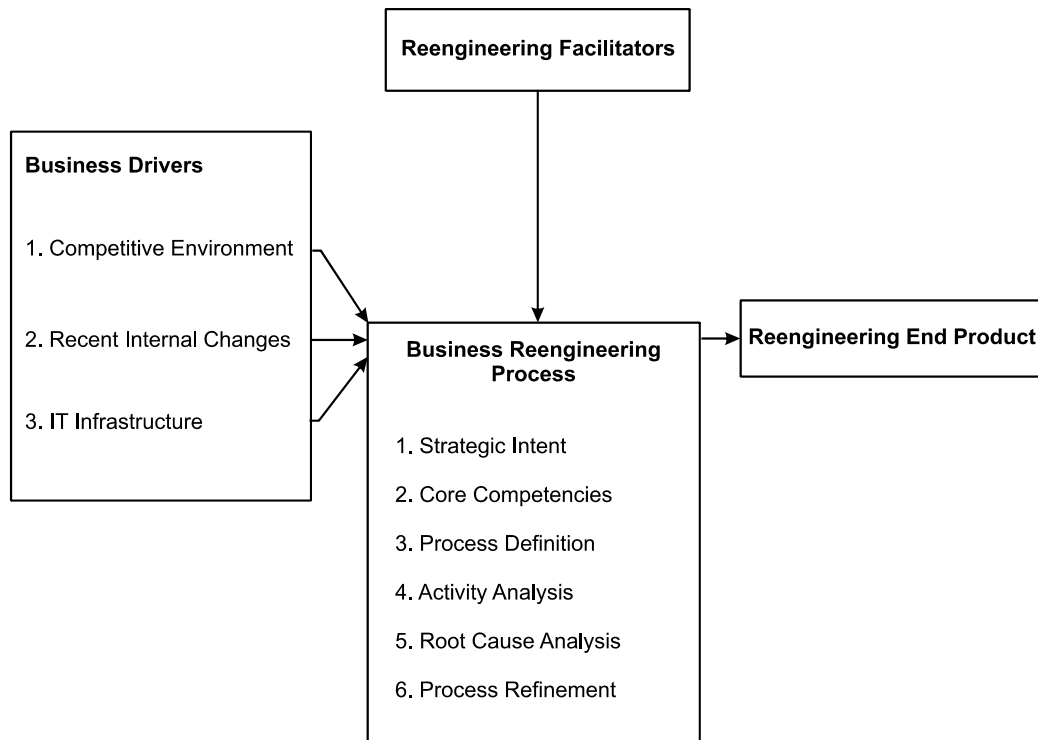 Reengineering Facilitators
Business Drivers
1. Competitive Environment
2. Recent Internal Changes
3. IT Infrastructure
Business Reengineering
Process
1. Strategic Intent
2. Core Competencies
3. Process Definition
4. Activity Analysis
5. Root Cause Analysis
6. Process Refinement
Reengineering End Product